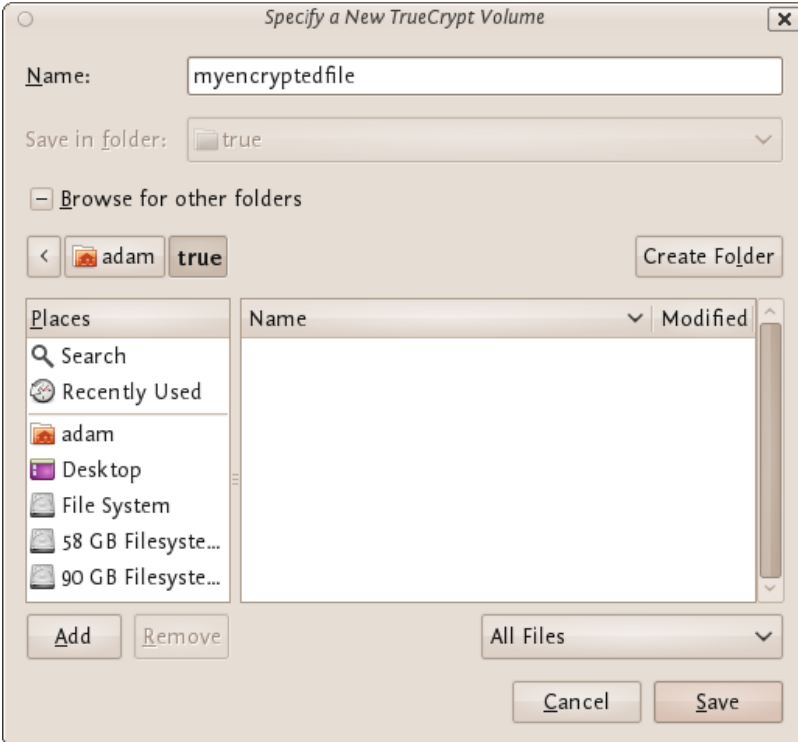 Specify a New TrueCrypt Volume
Name: myencryptedfile
Save in folder: true
Browse for other folders
< adam true Create Folder
Places Name Modified
Search
Recently Used
adam
Desktop
File System
58 GB Filesyste...
90 GB Filesyste...
Add Remove All Files
Cancel Save